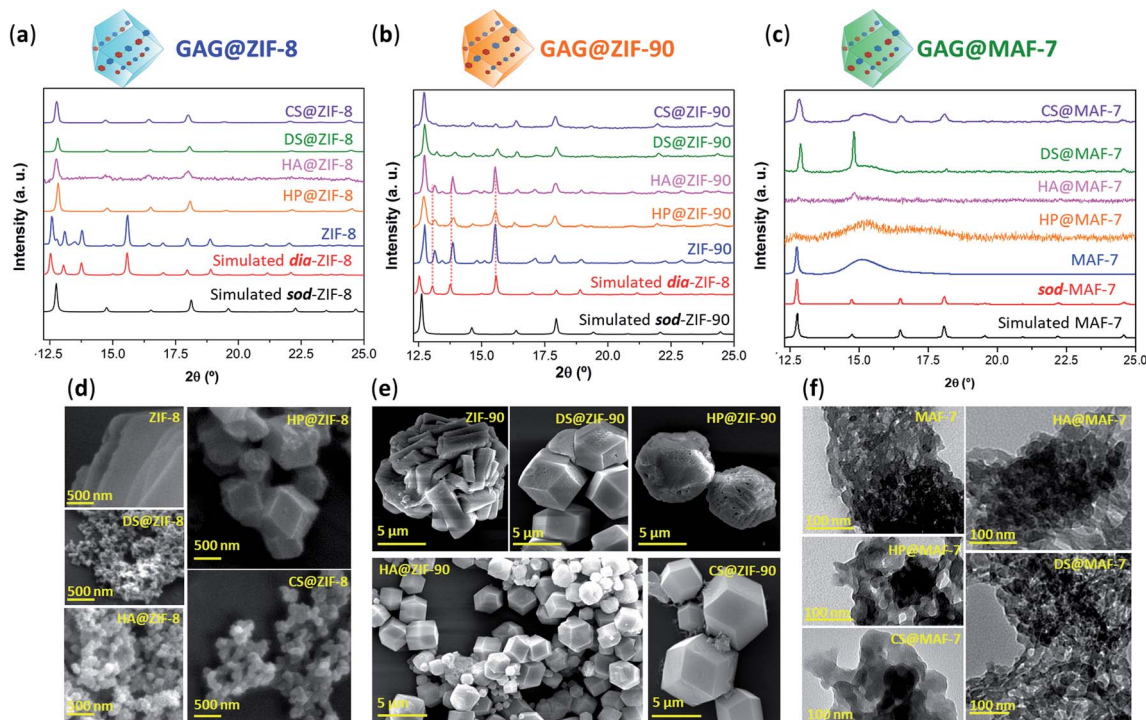 (a)
GAG@ZIF-8
Intensity (a. u.)
CS@ZIF-8
DS@ZIF-8
HA@ZIF-8
HP@ZIF-8
ZIF-8
Simulated dia-ZIF-8
Simulated sod-ZIF-8
12.5 15.0 17.5 20.0 22.5 25.0
2θ (º)
(b)
GAG@ZIF-90
Intensity (a. u.)
CS@ZIF-90
DS@ZIF-90
HA@ZIF-90
HP@ZIF-90
ZIF-90
Simulated dia-ZIF-8
Simulated sod-ZIF-90
12.5 15.0 17.5 20.0 22.5 25.0
2θ (º)
(c)
GAG@MAF-7
Intensity (a. u.)
CS@MAF-7
DS@MAF-7
HA@MAF-7
HP@MAF-7
MAF-7
sod-MAF-7
Simulated MAF-7
12.5 15.0 17.5 20.0 22.5 25.0
2θ (º)
(d)
ZIF-8
500 nm
HP@ZIF-8
500 nm
DS@ZIF-8
500 nm
HA@ZIF-8
500 nm
CS@ZIF-8
500 nm
(e)
ZIF-90
5 µm
DS@ZIF-90
5 µm
HP@ZIF-90
5 µm
HA@ZIF-90
5 µm
CS@ZIF-90
5 µm
(f)
MAF-7
100 nm
HA@MAF-7
100 nm
HP@MAF-7
100 nm
CS@MAF-7
100 nm
DS@MAF-7
100 nm